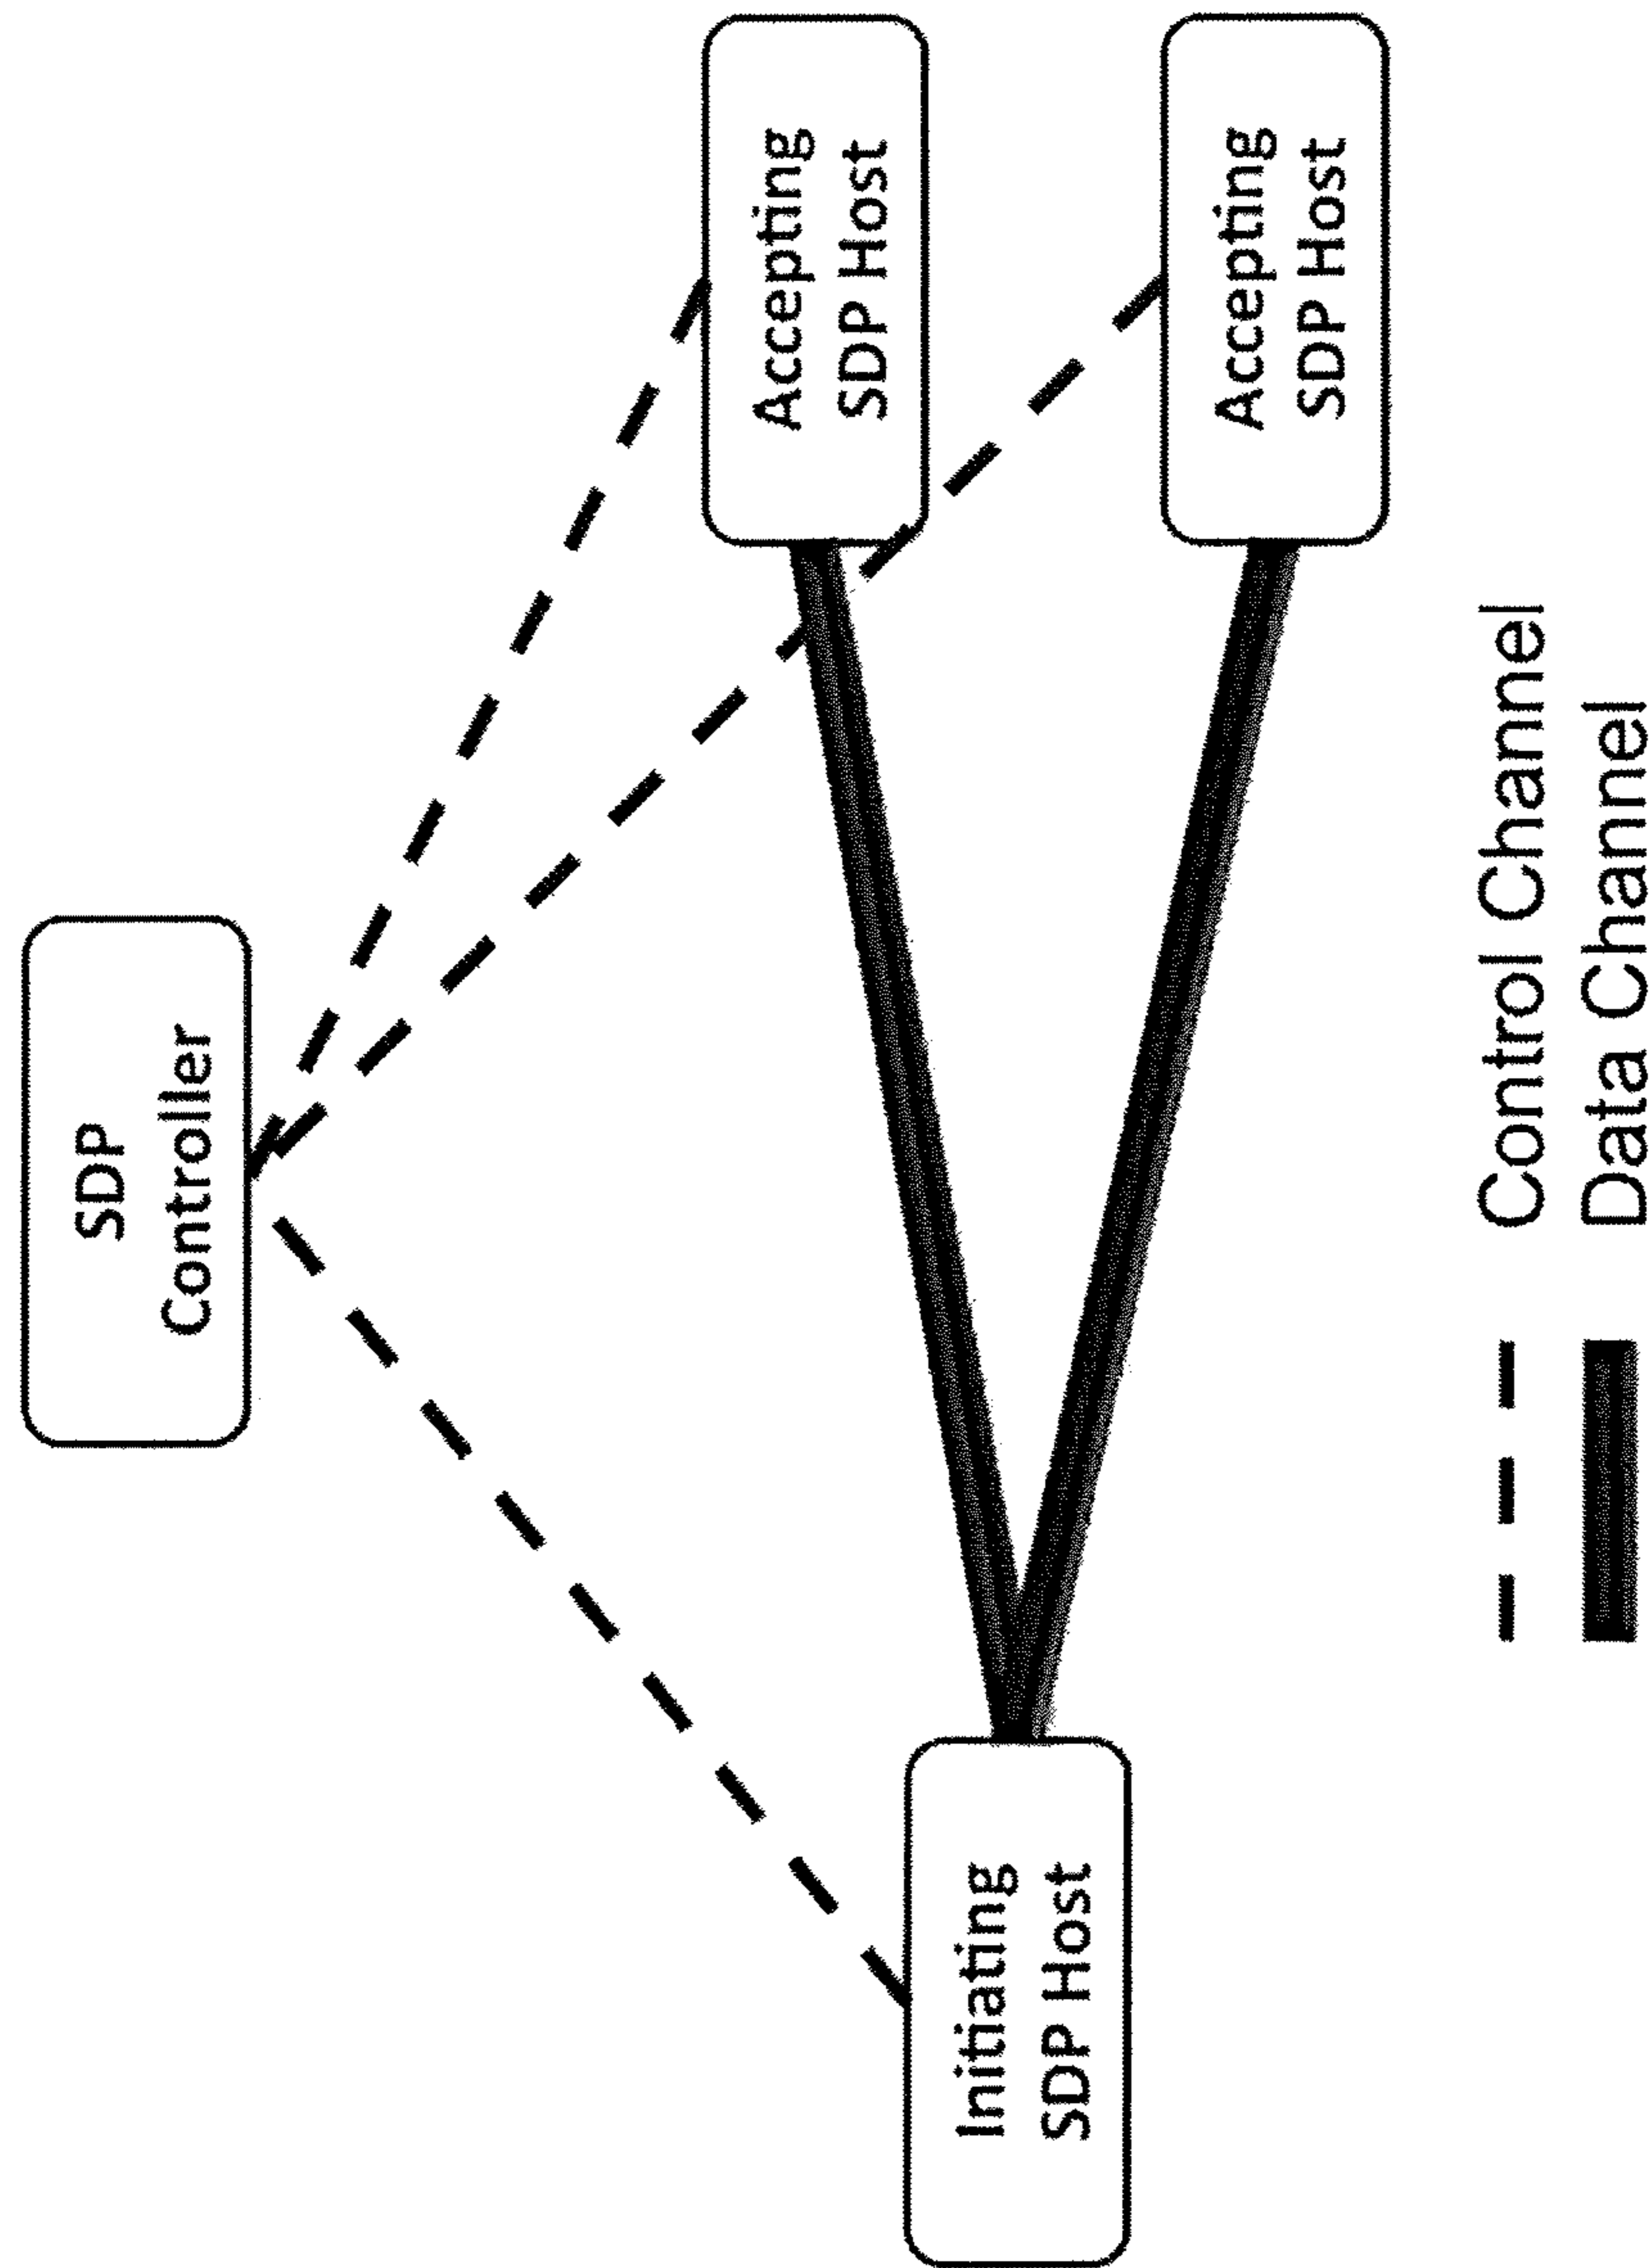 SDP
Controller
Initiating
SDP Host
Accepting
SDP Host
Accepting
SDP Host
Control Channel
Data Channel